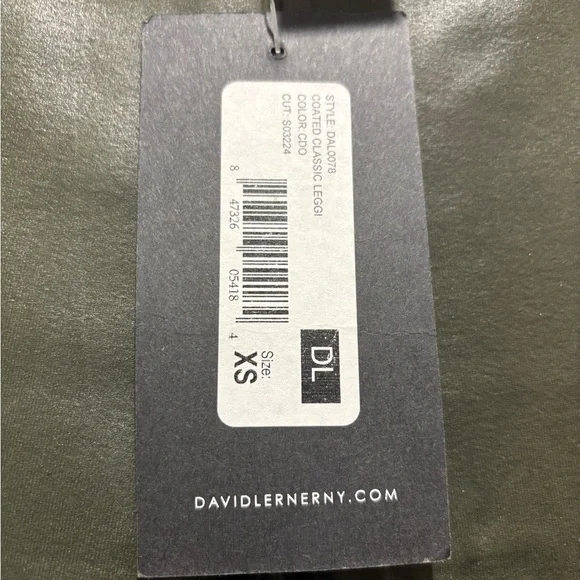 STYLE: DAL0078
COATED CLASSIC LEGGI
COLOR:CDO
CUT: S03224
8 47326 05418 4
DL
Size:
XS
DAVIDLERNERNY.COM